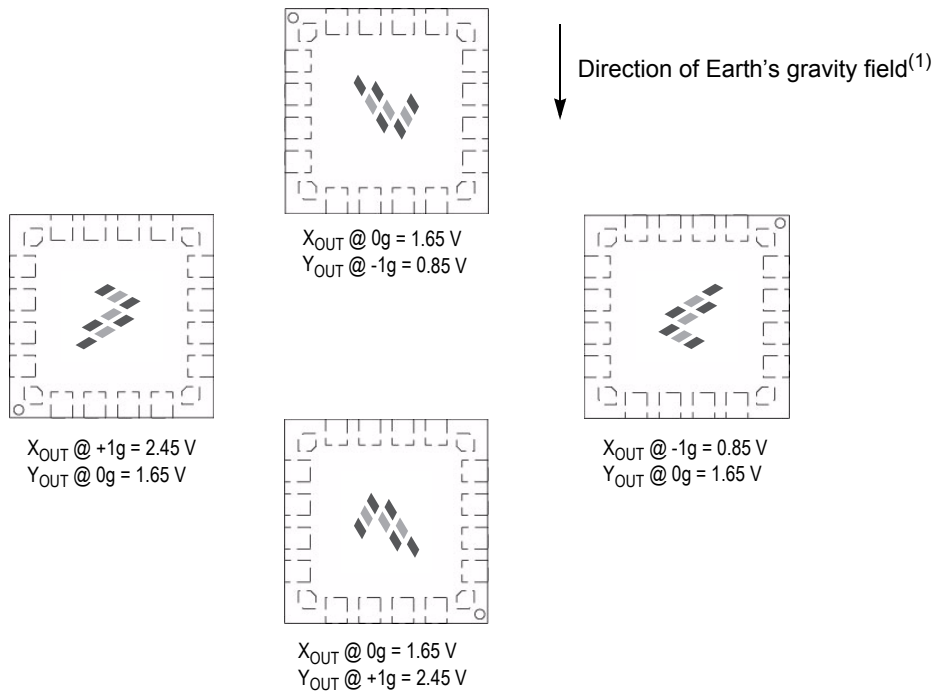 Direction of Earth's gravity field(1)
XOUT @ 0g = 1.65 V
YOUT @ -1g = 0.85 V
XOUT @ +1g = 2.45 V
YOUT @ 0g = 1.65 V
XOUT @ -1g = 0.85 V
YOUT @ 0g = 1.65 V
XOUT @ 0g = 1.65 V
YOUT @ +1g = 2.45 V